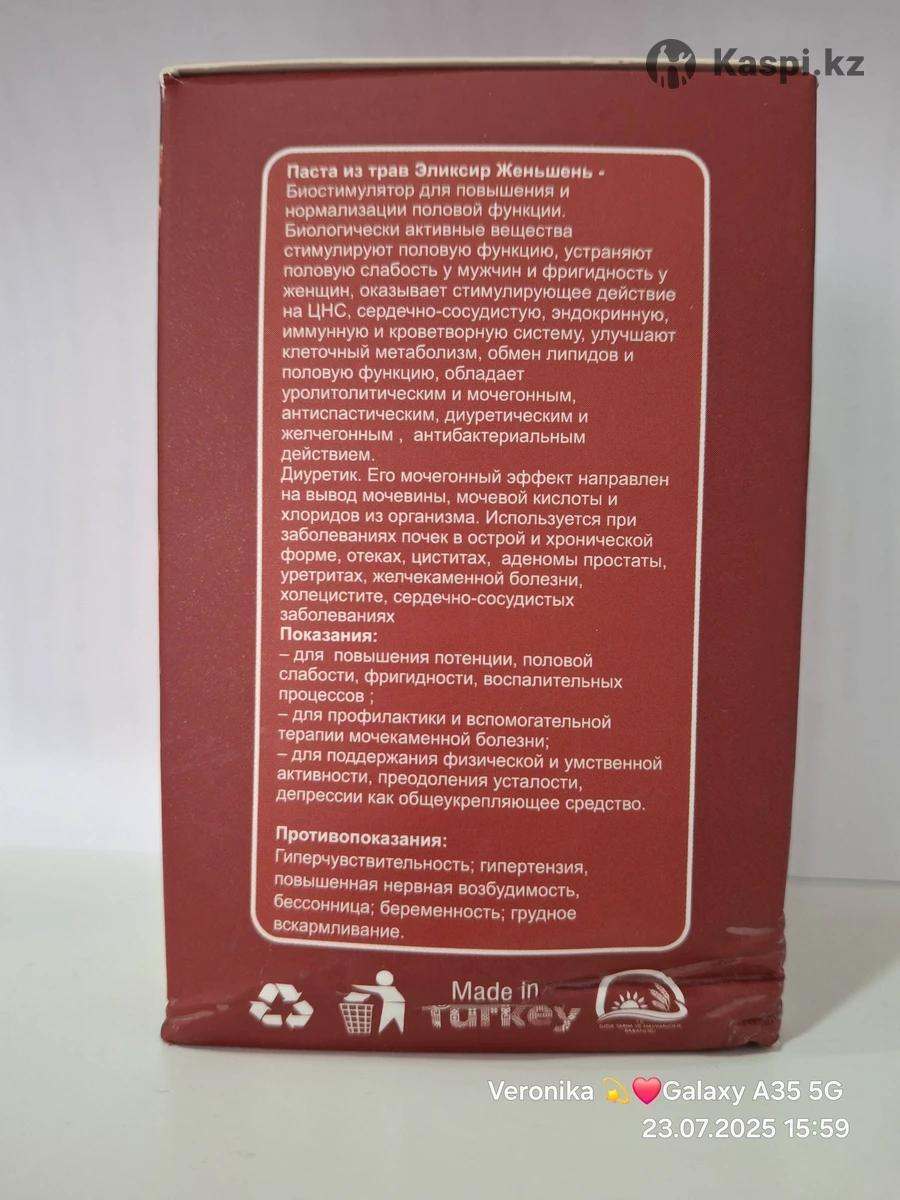 Kaspi.kz
Паста из трав Эликсир Женьшень -
Биостимулятор для повышения и
нормализации половой функции.
Биологически активные вещества
стимулируют половую функцию, устраняют
половую слабость у мужчин и фригидность у
женщин, оказывает стимулирующее действие
на ЦНС, сердечно-сосудистую, эндокринную,
иммунную и кроветворную систему, улучшают
клеточный метаболизм, обмен липидов и
половую функцию, обладает
уролитолитическим и мочегонным,
антиспастическим, диуретическим и
желчегонным , антибактериальным
действием.
Диуретик. Его мочегонный эффект направлен
на вывод мочевины, мочевой кислоты и
хлоридов из организма. Используется при
заболеваниях почек в острой и хронической
форме, отеках, циститах, аденомы простаты,
уретритах, желчекаменной болезни,
холецистите, сердечно-сосудистых
заболеваниях
Показания:
– для повышения потенции, половой
слабости, фригидности, воспалительных
процессов ;
– для профилактики и вспомогательной
терапии мочекаменной болезни;
– для поддержания физической и умственной
активности, преодоления усталости,
депрессии как общеукрепляющее средство.
Противопоказания:
Гиперчувствительность; гипертензия,
повышенная нервная возбудимость,
бессонница; беременность; грудное
вскармливание.
Made in
Turkey
Veronika 💫❤️Galaxy A35 5G
23.07.2025 15:59